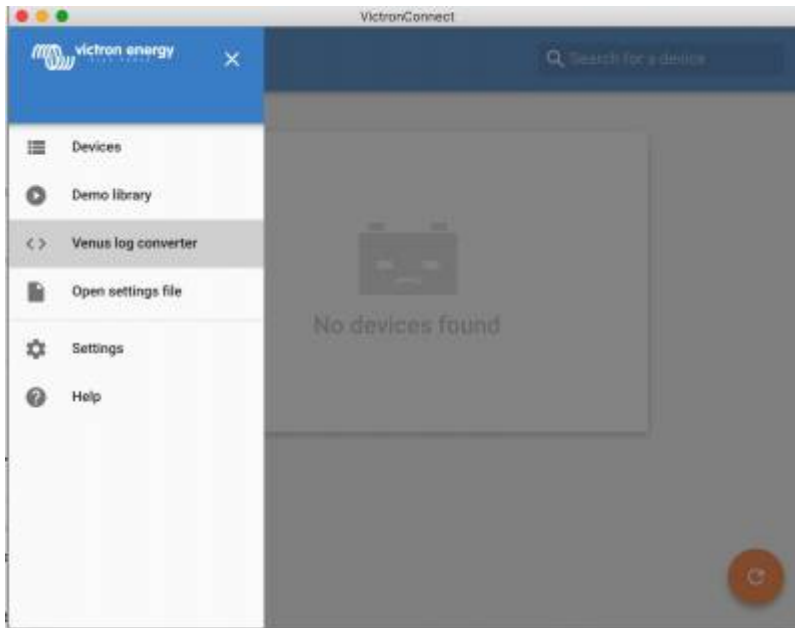 VictronConnect
victron energy
Search for a device
Devices
Demo library
Venus log converter
Open settings file
No devices found
Settings
Help